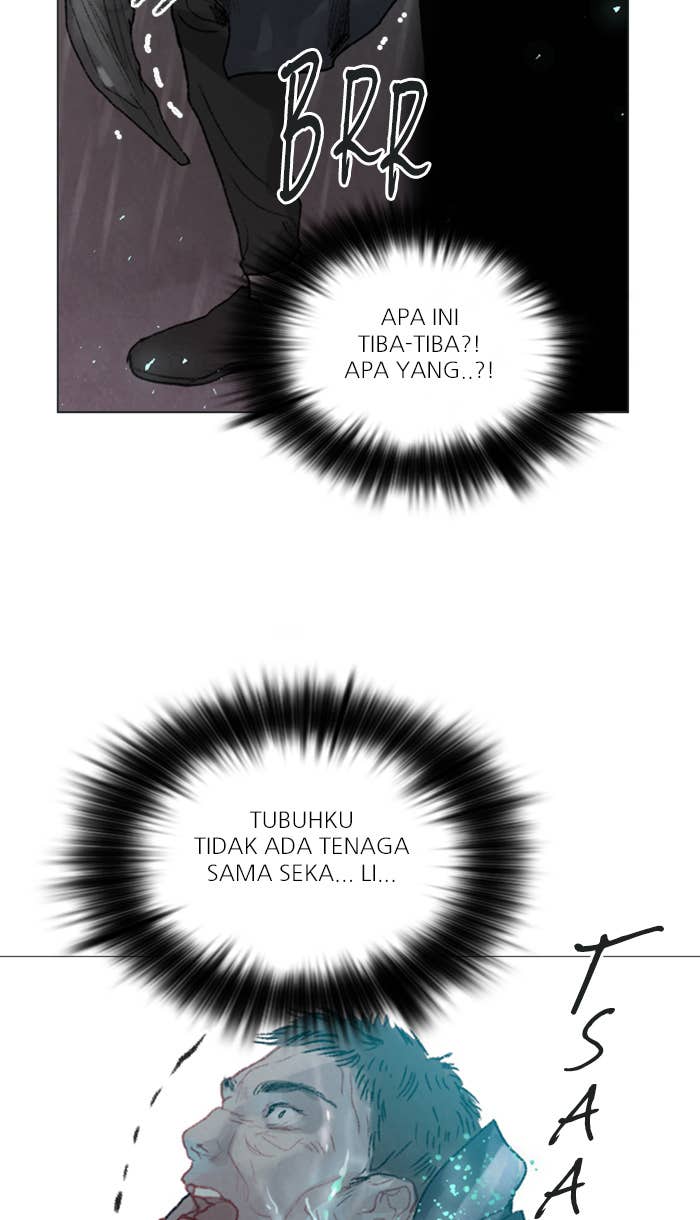 BRR
APA INI
TIBA-TIBA?!
APA YANG..?!
TUBUHKU
TIDAK ADA TENAGA
SAMA SEKA... LI...
TSAA